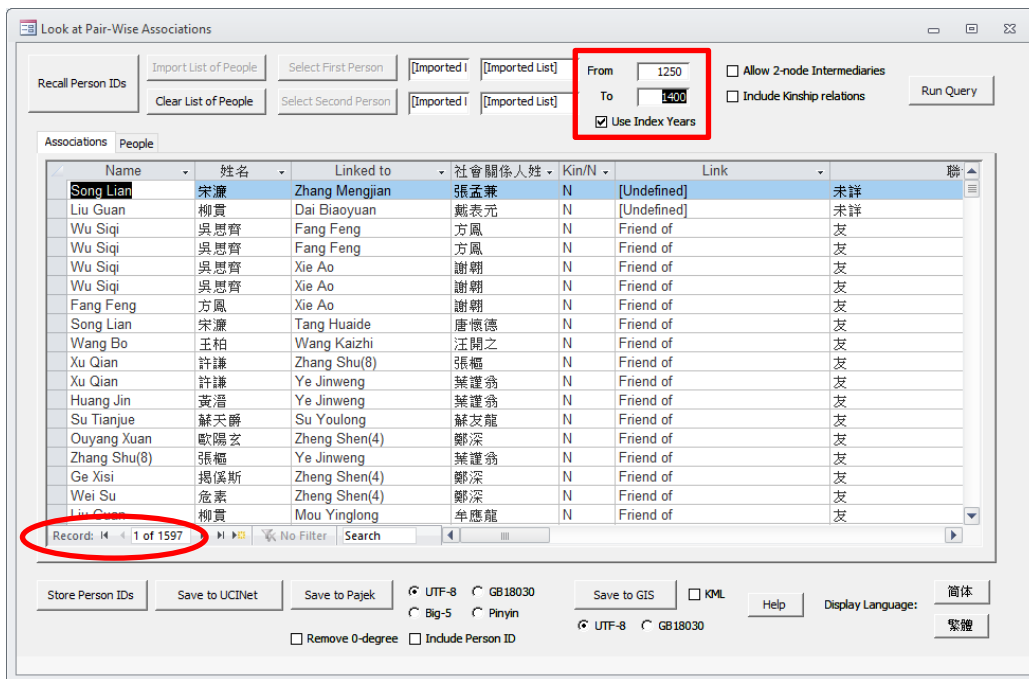 Look at Pair-Wise Associations
Recall Person IDs
Import List of People
Select First Person
[Imported I
[Imported List]
Clear List of People
Select Second Person
[Imported I
[Imported List]
From 1250
To 1400
Use Index Years
Allow 2-node Intermediaries
Include Kinship relations
Run Query
Associations People
Name 姓名 Linked to 社會關係人姓 Kin/N Link 聯
Song Lian 宋濂 Zhang Mengjian 張孟兼 N [Undefined] 未詳
Liu Guan 柳貫 Dai Biaoyuan 戴表元 N [Undefined] 未詳
Wu Siqi 吳思齊 Fang Feng 方鳳 N Friend of 友
Wu Siqi 吳思齊 Fang Feng 方鳳 N Friend of 友
Wu Siqi 吳思齊 Xie Ao 謝翱 N Friend of 友
Wu Siqi 吳思齊 Xie Ao 謝翱 N Friend of 友
Fang Feng 方鳳 Xie Ao 謝翱 N Friend of 友
Song Lian 宋濂 Tang Huaide 唐懷德 N Friend of 友
Wang Bo 王柏 Wang Kaizhi 汪開之 N Friend of 友
Xu Qian 許謙 Zhang Shu(8) 張樞 N Friend of 友
Xu Qian 許謙 Ye Jinweng 葉謹翁 N Friend of 友
Huang Jin 黃溍 Ye Jinweng 葉謹翁 N Friend of 友
Su Tianjue 蘇天爵 Su Youlong 蘇友龍 N Friend of 友
Ouyang Xuan 歐陽玄 Zheng Shen(4) 鄭深 N Friend of 友
Zhang Shu(8) 張樞 Ye Jinweng 葉謹翁 N Friend of 友
Ge Xisi 揭傒斯 Zheng Shen(4) 鄭深 N Friend of 友
Wei Su 危素 Zheng Shen(4) 鄭深 N Friend of 友
Liu Guan 柳貫 Mou Yinglong 牟應龍 N Friend of 友
Record: 1 of 1597 No Filter Search
Store Person IDs
Save to UCINet
Save to Pajek
UTF-8 GB18030
Big-5 Pinyin
Remove 0-degree Include Person ID
Save to GIS
KML
UTF-8 GB18030
Help
Display Language:
简体
繁體